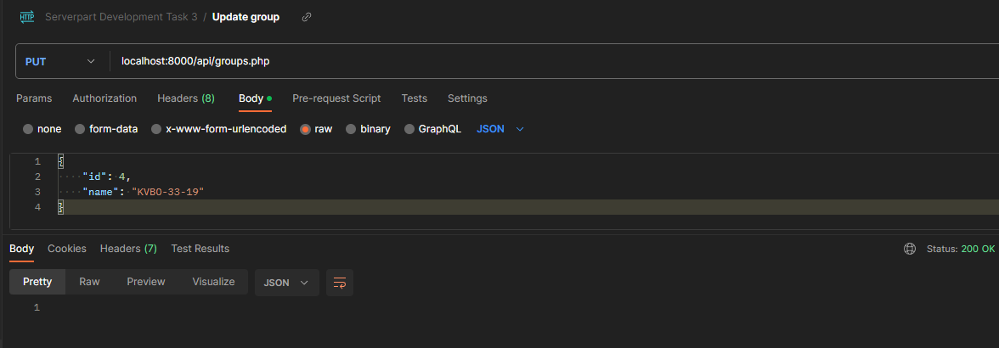 HTTP Serverpart Development Task 3 / Update group
PUT localhost:8000/api/groups.php
Params Authorization Headers (8) Body Pre-request Script Tests Settings
none form-data x-www-form-urlencoded raw binary GraphQL JSON
1 {
2 "id": 4,
3 "name": "KVBO-33-19"
4 }
Body Cookies Headers (7) Test Results Status: 200 OK
Pretty Raw Preview Visualize JSON
1